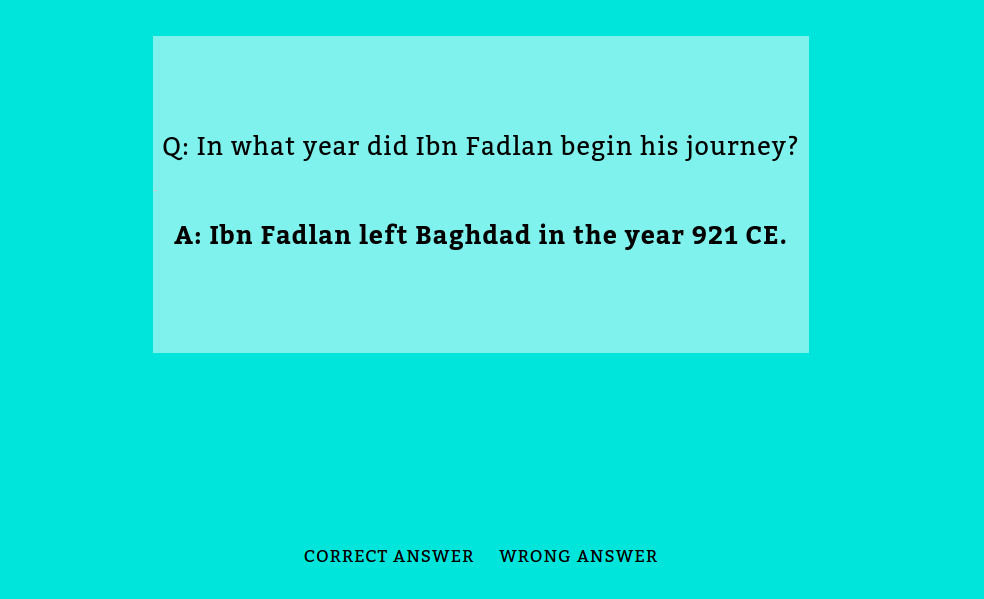 Q: In what year did Ibn Fadlan begin his journey?
A: Ibn Fadlan left Baghdad in the year 921 CE.
CORRECT ANSWER WRONG ANSWER